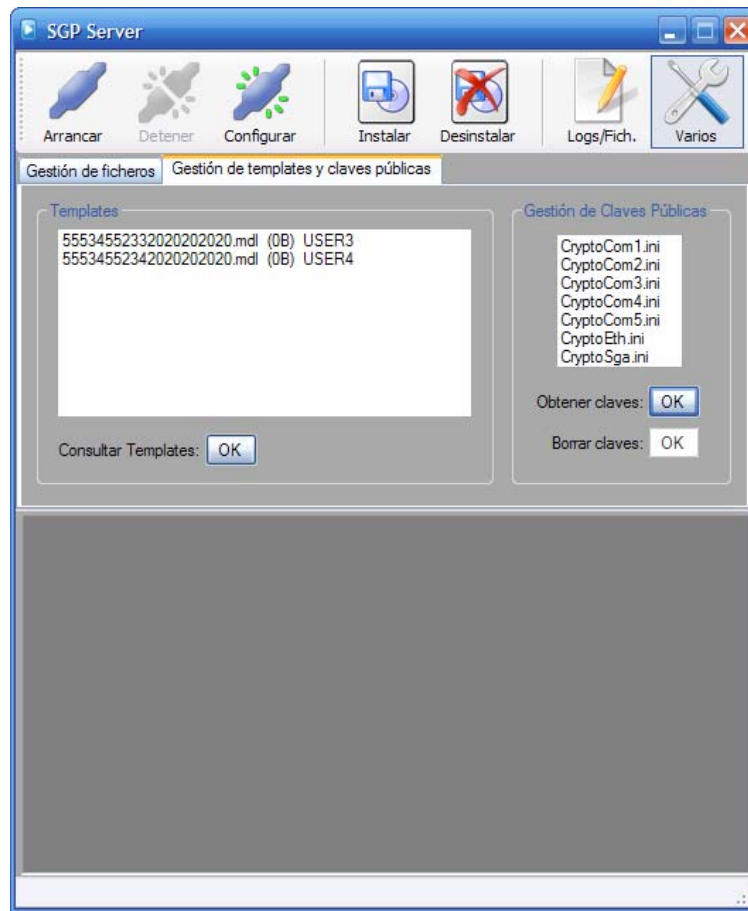 SGP Server
Arrancar Detener Configurar Instalar Desinstalar Logs/Fich. Varios
Gestión de ficheros Gestión de templates y claves públicas
Templates
55534552332020202020.mdl (0B) USER3
55534552342020202020.mdl (0B) USER4
Consultar Templates: OK
Gestión de Claves Públicas
CryptoCom1.ini
CryptoCom2.ini
CryptoCom3.ini
CryptoCom4.ini
CryptoCom5.ini
CryptoEth.ini
CryptoSga.ini
Obtener claves: OK
Borrar claves: OK